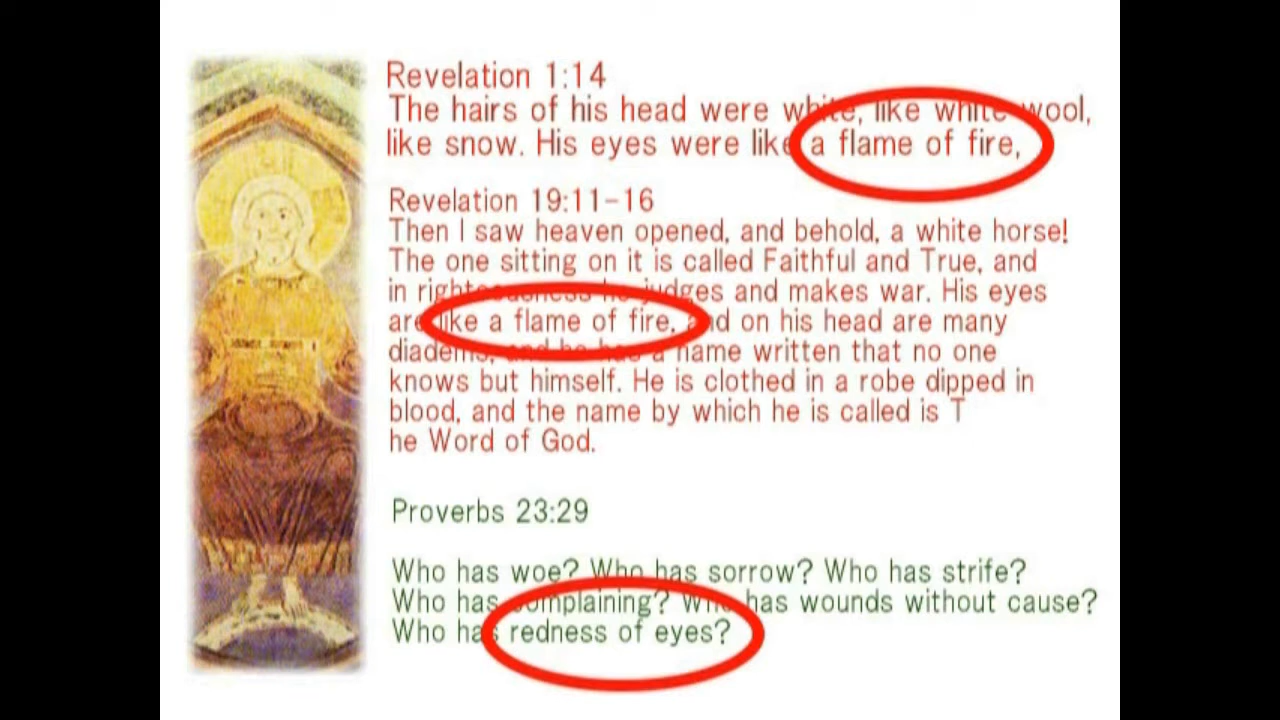 Revelation 1:14
The hairs of his head were white, like white wool,
like snow. His eyes were like a flame of fire,
Revelation 19:11-16
Then I saw heaven opened, and behold, a white horse!
The one sitting on it is called Faithful and True, and
in righteousness he judges and makes war. His eyes
are like a flame of fire, and on his head are many
diadems, and he has a name written that no one
knows but himself. He is clothed in a robe dipped in
blood, and the name by which he is called is T
he Word of God.
Proverbs 23:29
Who has woe? Who has sorrow? Who has strife?
Who has complaining? Who has wounds without cause?
Who has redness of eyes?